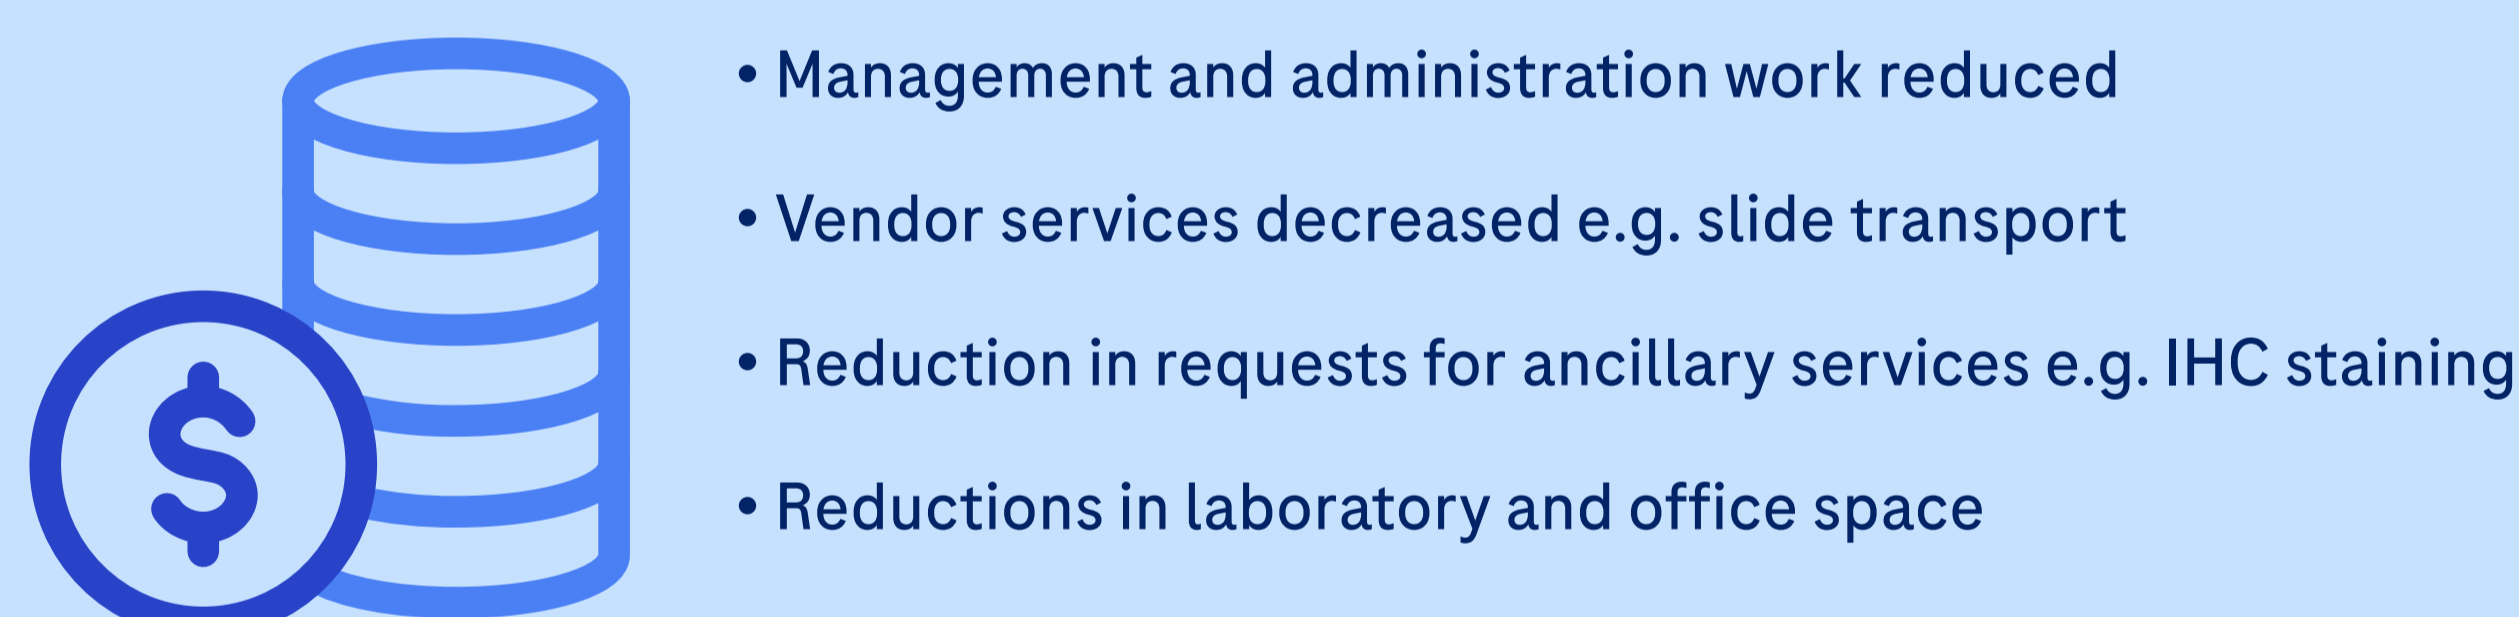 • Management and administration work reduced
• Vendor services decreased e.g. slide transport
• Reduction in requests for ancillary services e.g. IHC staining
• Reductions in laboratory and office space
$